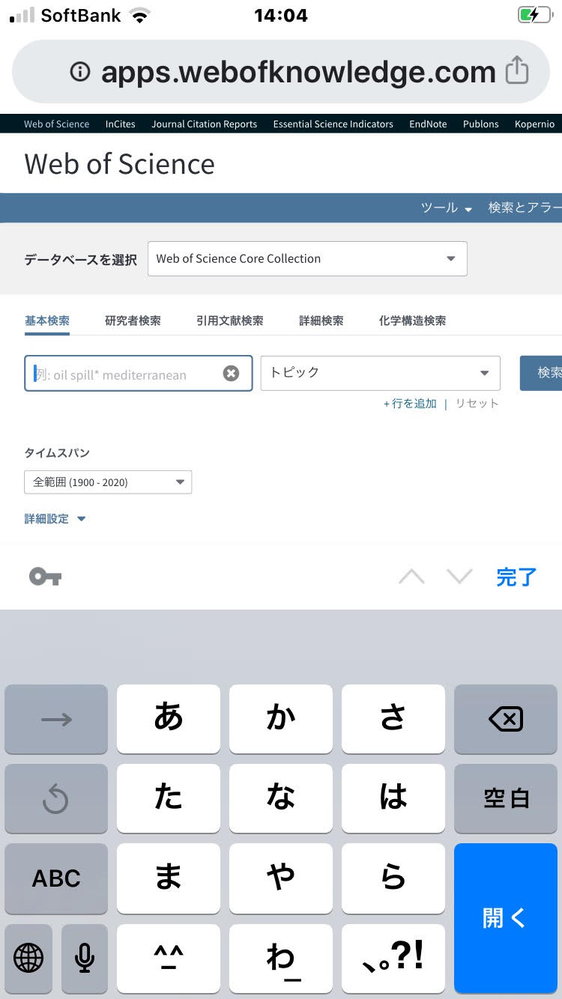 SoftBank 14:04
apps.webofknowledge.com
Web of Science InCites Journal Citation Reports Essential Science Indicators EndNote Publons Kopernio
Web of Science
ツール 検索とアラー
データベースを選択 Web of Science Core Collection
基本検索 研究者検索 引用文献検索 詳細検索 化学構造検索
例: oil spill* mediterranean トピック 検索
+ 行を追加 | リセット
タイムスパン
全範囲 (1900 - 2020)
詳細設定
完了
→ あ か さ
た な は 空白
ABC ま や ら 開く
^^ わ 、。?!